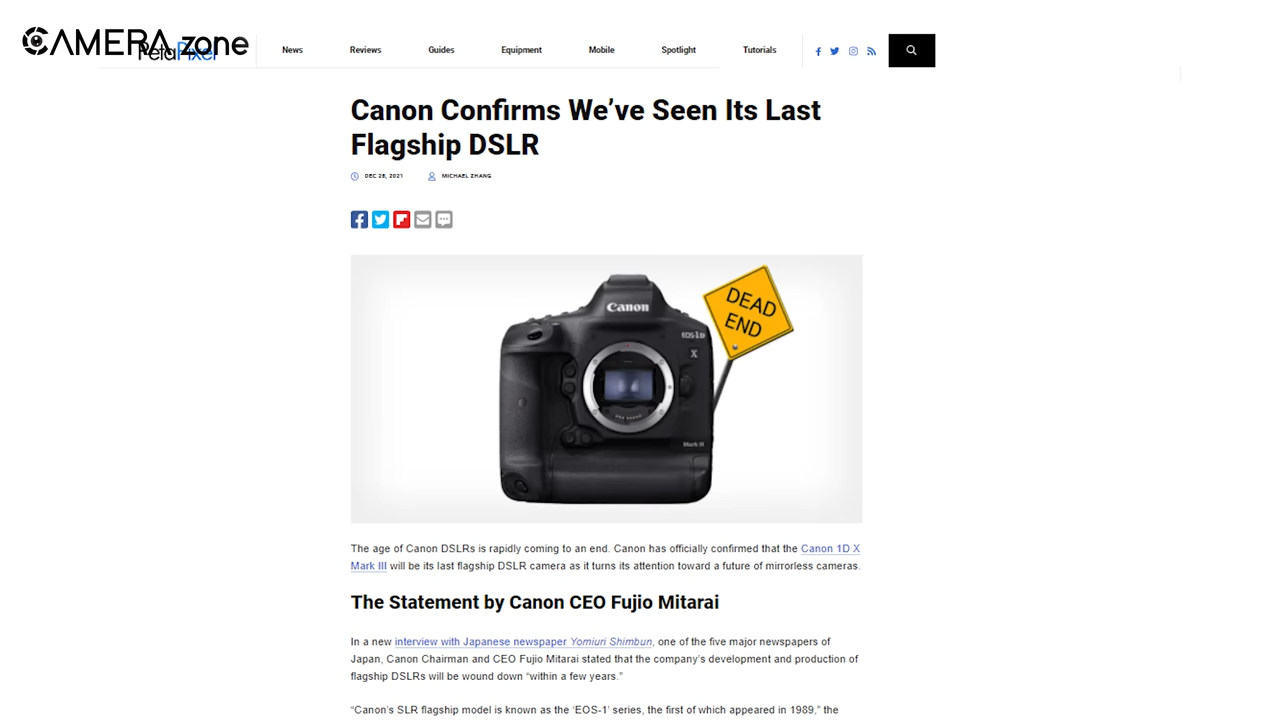 CAMERA zone
PetaPixel
News Reviews Guides Equipment Mobile Spotlight Tutorials
Canon Confirms We’ve Seen Its Last
Flagship DSLR
DEC 28, 2021 MICHAEL ZHANG
DEAD
END
Canon
EOS-1D
X
Mark III
The age of Canon DSLRs is rapidly coming to an end. Canon has officially confirmed that the Canon 1D X
Mark III will be its last flagship DSLR camera as it turns its attention toward a future of mirrorless cameras.
The Statement by Canon CEO Fujio Mitarai
In a new interview with Japanese newspaper Yomiuri Shimbun, one of the five major newspapers of
Japan, Canon Chairman and CEO Fujio Mitarai stated that the company’s development and production of
flagship DSLRs will be wound down “within a few years.”
“Canon’s SLR flagship model is known as the ‘EOS-1’ series, the first of which appeared in 1989,” the